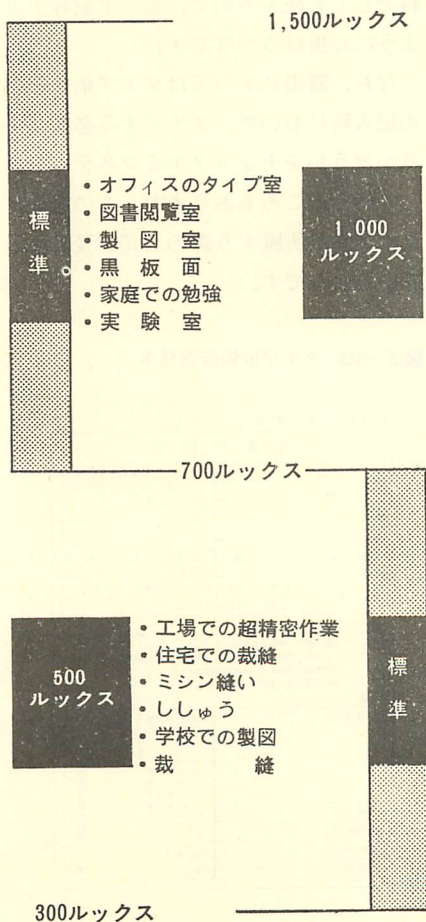 1,500ルックス
標準
・オフィスのタイプ室
・図書閲覧室
・製図室
・黒板面
・家庭での勉強
・実験室
1,000
ルックス
700ルックス
500
ルックス
・工場での超精密作業
・住宅での裁縫
・ミシン縫い
・ししゅう
・学校での製図
・裁縫
標準
300ルックス